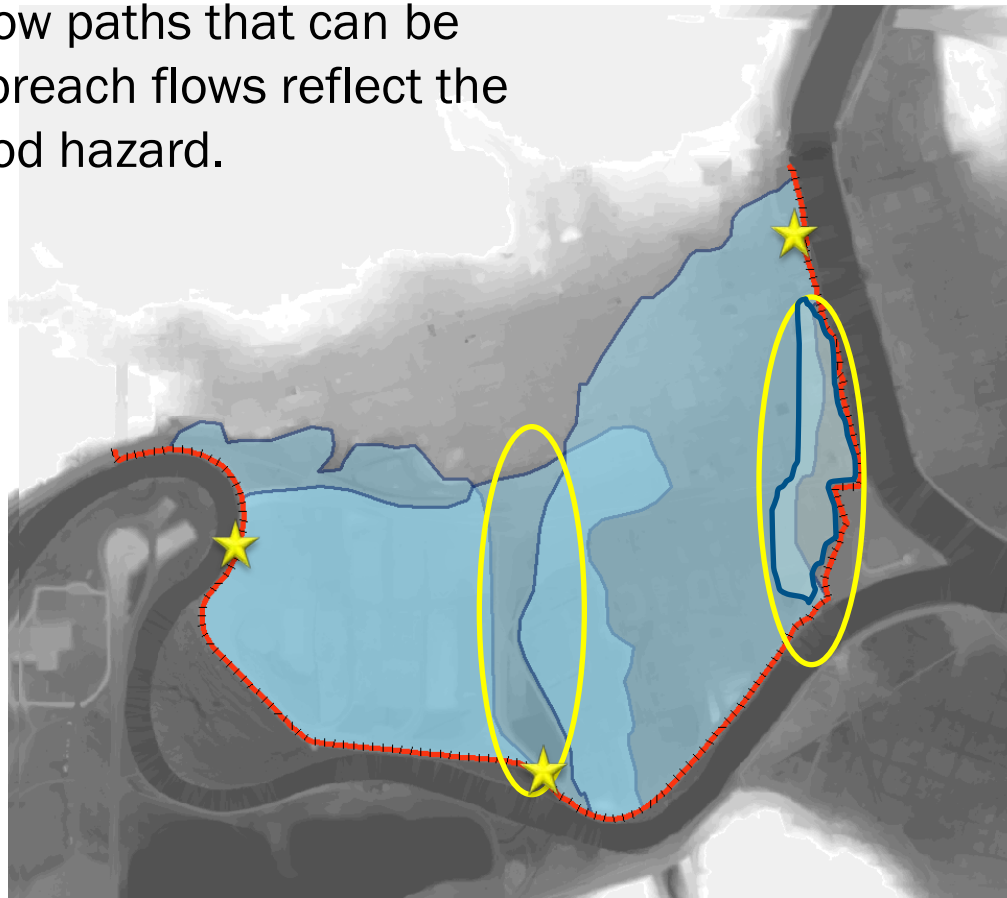 ow paths that can be
breach flows reflect the
od hazard.